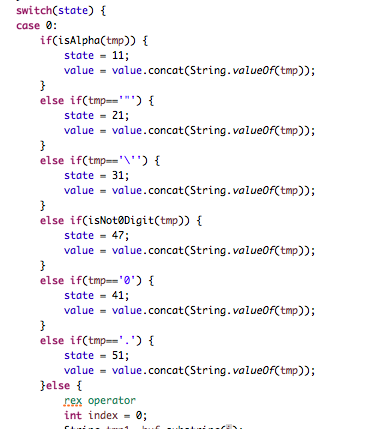 switch(state) {
case 0:
if(isAlpha(tmp)) {
state = 11;
value = value.concat(String.valueOf(tmp));
}
else if(tmp=='"') {
state = 21;
value = value.concat(String.valueOf(tmp));
}
else if(tmp=='\'') {
state = 31;
value = value.concat(String.valueOf(tmp));
}
else if(isNot0Digit(tmp)) {
state = 47;
value = value.concat(String.valueOf(tmp));
}
else if(tmp=='0') {
state = 41;
value = value.concat(String.valueOf(tmp));
}
else if(tmp=='.') {
state = 51;
value = value.concat(String.valueOf(tmp));
}else {
rex operator
int index = 0;